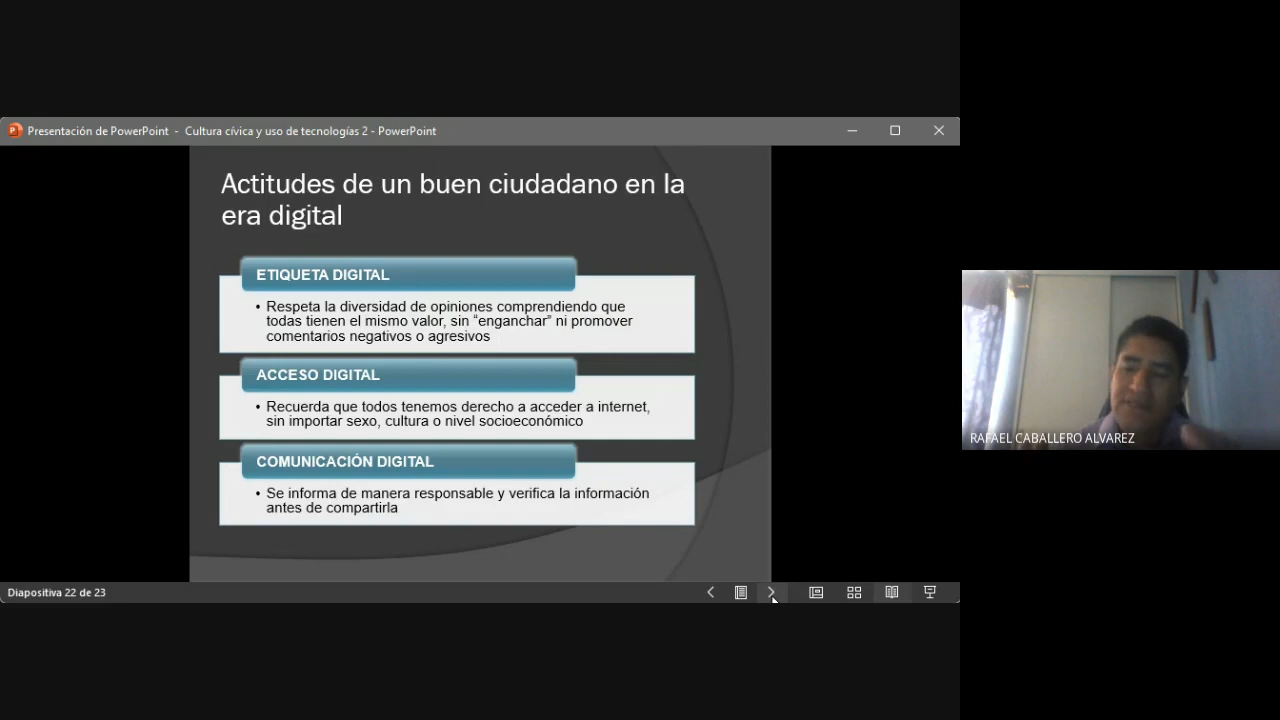 Presentación de PowerPoint - Cultura cívica y uso de tecnologías 2 - PowerPoint
Actitudes de un buen ciudadano en la
era digital
ETIQUETA DIGITAL
• Respeta la diversidad de opiniones comprendiendo que
todas tienen el mismo valor, sin “enganchar” ni promover
comentarios negativos o agresivos
ACCESO DIGITAL
• Recuerda que todos tenemos derecho a acceder a internet,
sin importar sexo, cultura o nivel socioeconómico
COMUNICACIÓN DIGITAL
• Se informa de manera responsable y verifica la información
antes de compartirla
Diapositiva 22 de 23
RAFAEL CABALLERO ALVAREZ